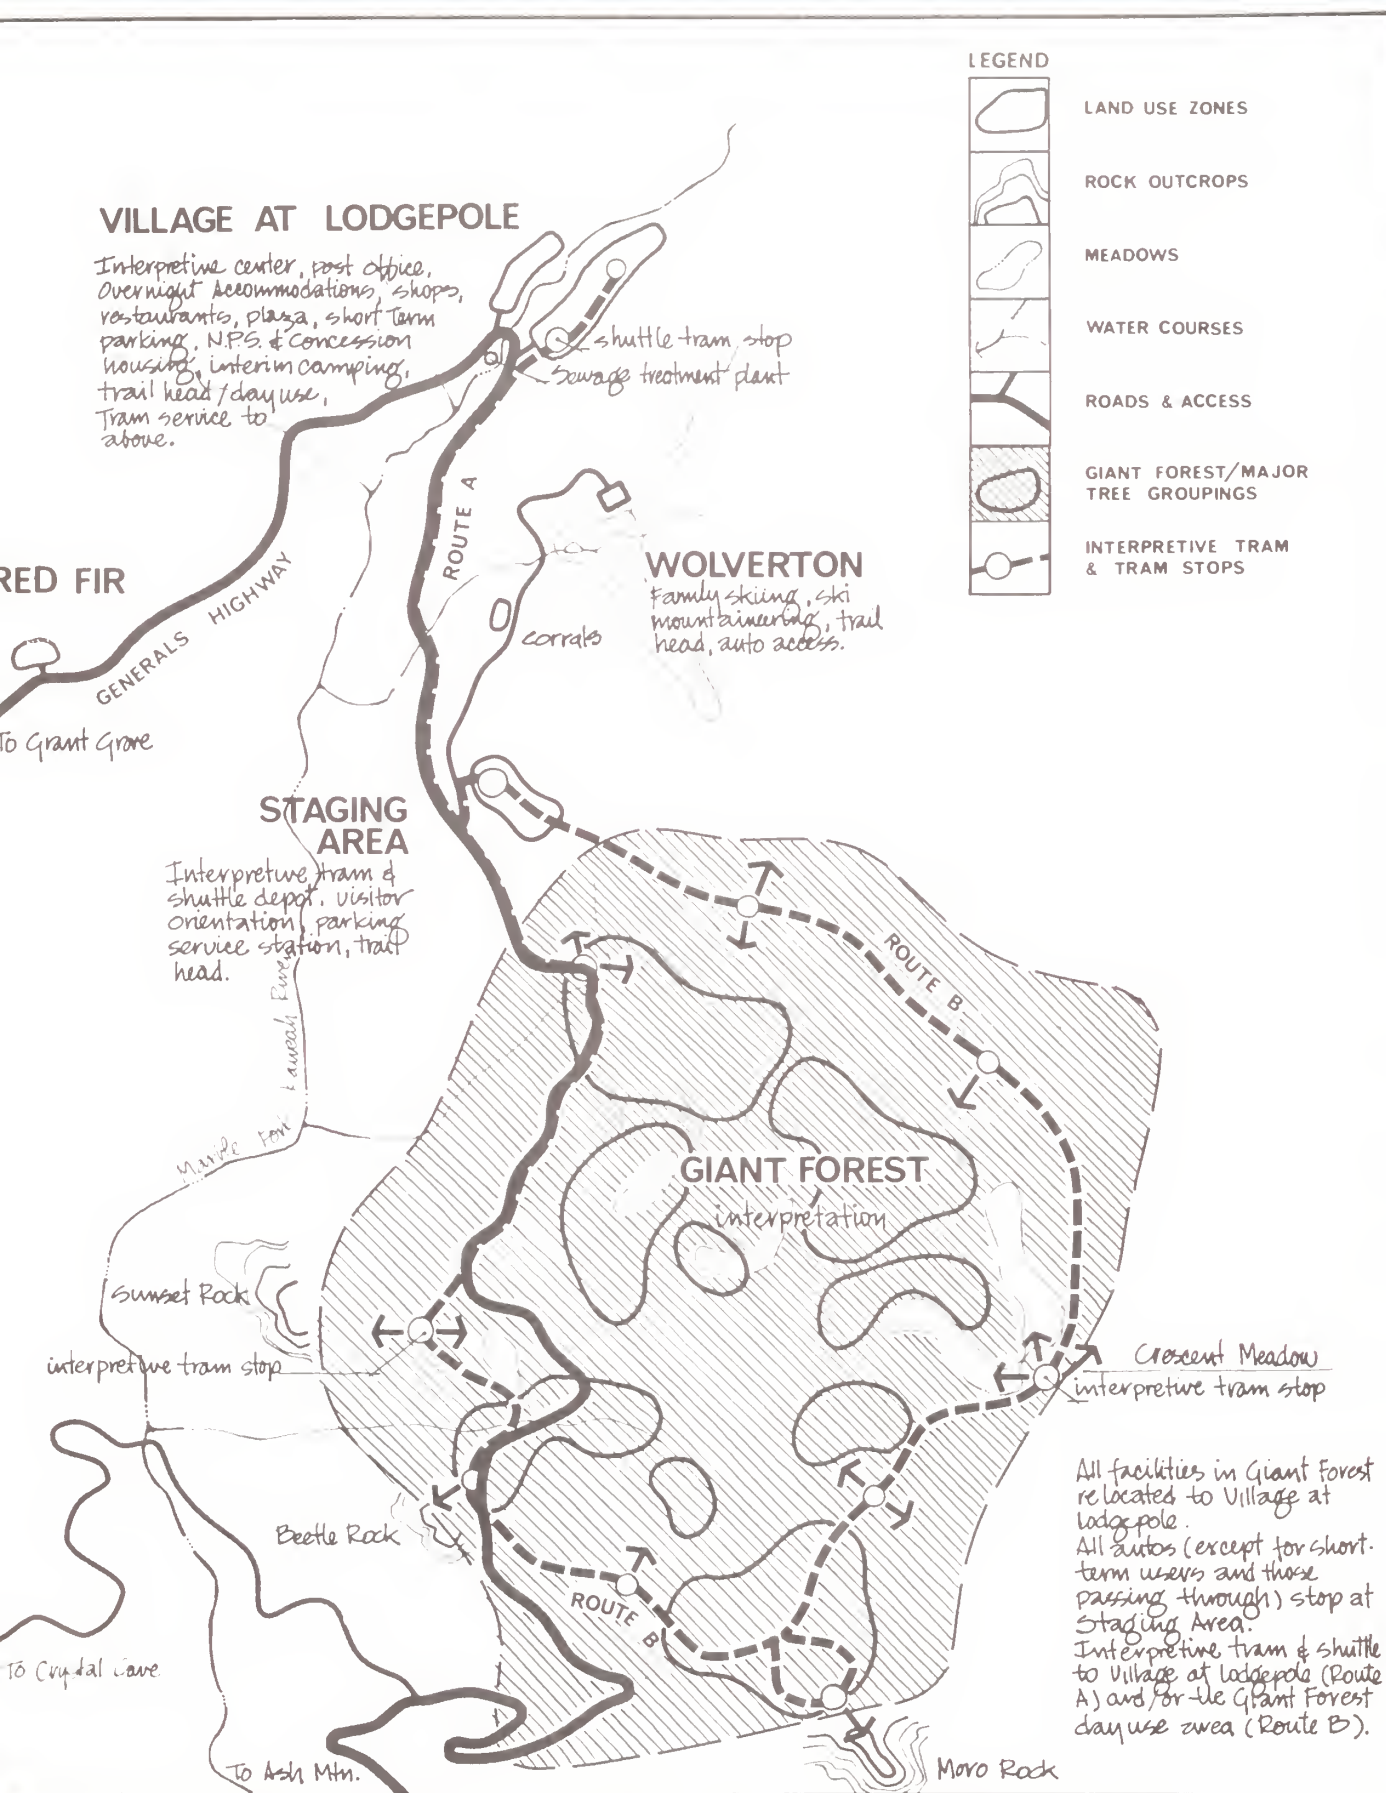 LEGEND
LAND USE ZONES
ROCK OUTCROPS
MEADOWS
WATER COURSES
ROADS & ACCESS
GIANT FOREST/MAJOR
TREE GROUPINGS
INTERPRETIVE TRAM
& TRAM STOPS
VILLAGE AT LODGEPOLE
Interpretive center, post office,
Overnight Accommodations, shops,
restaurants, plaza, short Term
parking, N.P.S. & Concession
housing, interim camping,
trail head/day use,
Tram service to
above.
shuttle tram stop
Sewage treatment plant
ROUTE A
GENERALS HIGHWAY
RED FIR
To Grant Grove
WOLVERTON
Family skiing, ski
mountaineering, trail
head, auto access.
corrals
STAGING
AREA
Interpretive tram &
shuttle depot, visitor
orientation, parking
service station, trail
head.
Marble Fork Kaweah River
ROUTE B
GIANT FOREST
interpretation
Sunset Rock
interpretive tram stop
Crescent Meadow
interpretive tram stop
Beetle Rock
ROUTE B
To Crystal Cave
To Ash Mtn.
Moro Rock
All facilities in Giant Forest
relocated to Village at
Lodgepole.
All autos (except for short-
term users and those
passing through) stop at
Staging Area.
Interpretive tram & shuttle
to Village at Lodgepole (Route
A) and/or the Giant Forest
day use area (Route B).